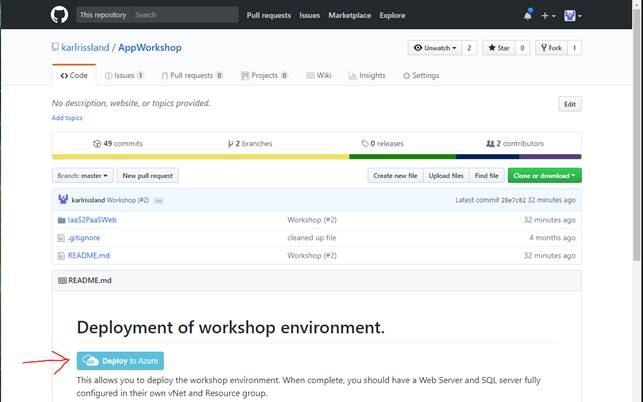 This repository Search Pull requests Issues Marketplace Explore
karlrissland / AppWorkshop Unwatch 2 Star 0 Fork 1
Code Issues 1 Pull requests 0 Projects 0 Wiki Insights Settings
No description, website, or topics provided. Edit
Add topics
49 commits 2 branches 0 releases 2 contributors
Branch: master New pull request Create new file Upload files Find file Clone or download
karlrissland Workshop (#2) ... Latest commit 28e7c82 32 minutes ago
IaaS2PaaSWeb Workshop (#2) 32 minutes ago
.gitignore cleaned up file 4 months ago
README.md Workshop (#2) 32 minutes ago
README.md
Deployment of workshop environment.
Deploy to Azure
This allows you to deploy the workshop environment. When complete, you should have a Web Server and SQL server fully
configured in their own vNet and Resource group.